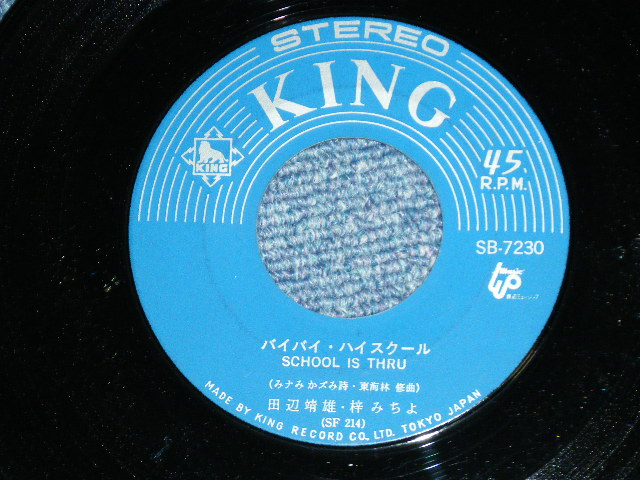 STEREO
KING
KING
45
R.P.M.
SB-7230
music
バイバイ・ハイスクール
SCHOOL IS THRU
(みナみカズみ詩・東海林 修曲)
田辺靖雄・梓みちよ
(SF 214)
MADE BY KING RECORD CO. LTD. TOKYO JAPAN